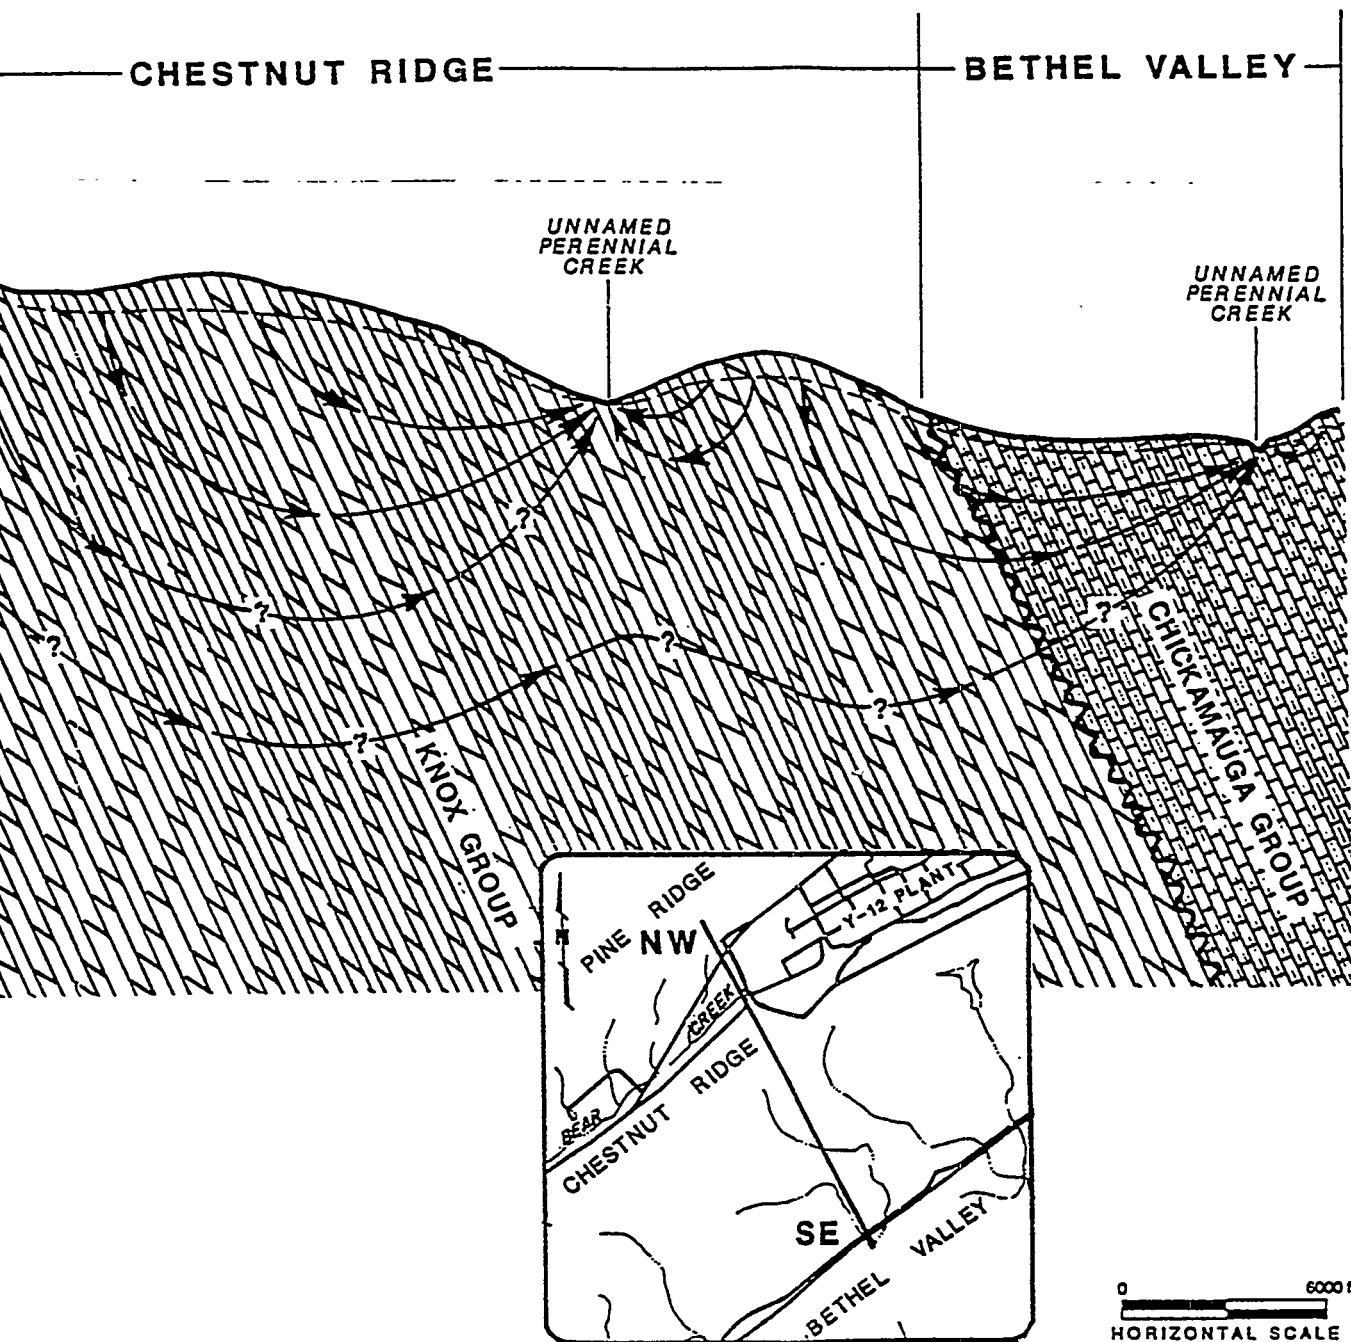 CHESTNUT RIDGE
BETHEL VALLEY
UNNAMED
PERENNIAL
CREEK
UNNAMED
PERENNIAL
CREEK
?
?
?
?
?
?
?
KNOX GROUP
CHICKAMAUGA GROUP
N
PINE RIDGE
NW
Y-12 PLANT
BEAR CREEK
CHESTNUT RIDGE
SE
BETHEL VALLEY
0 6000
HORIZONTAL SCALE